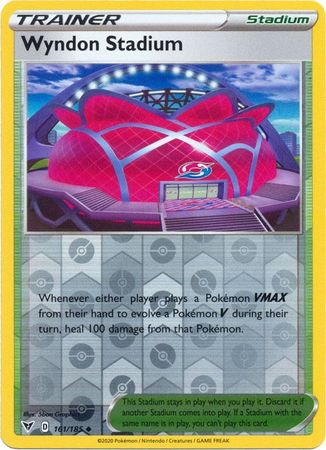 TRAINER Stadium
Wyndon Stadium
Whenever either player plays a Pokémon VMAX
from their hand to evolve a Pokémon V during their
turn, heal 100 damage from that Pokémon.
This Stadium stays in play when you play it. Discard it if
another Stadium comes into play. If a Stadium with the
same name is in play, you can't play this card.
Illus. 5ban Graphics
D 161/185 ◆
©2020 Pokémon / Nintendo / Creatures / GAME FREAK